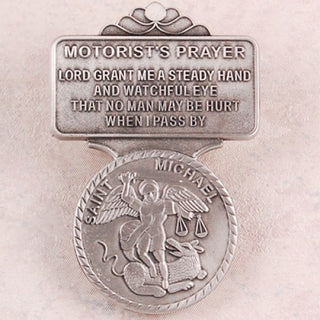 MOTORIST'S PRAYER
LORD GRANT ME A STEADY HAND
AND WATCHFUL EYE
THAT NO MAN MAY BE HURT
WHEN I PASS BY
SAINT MICHAEL